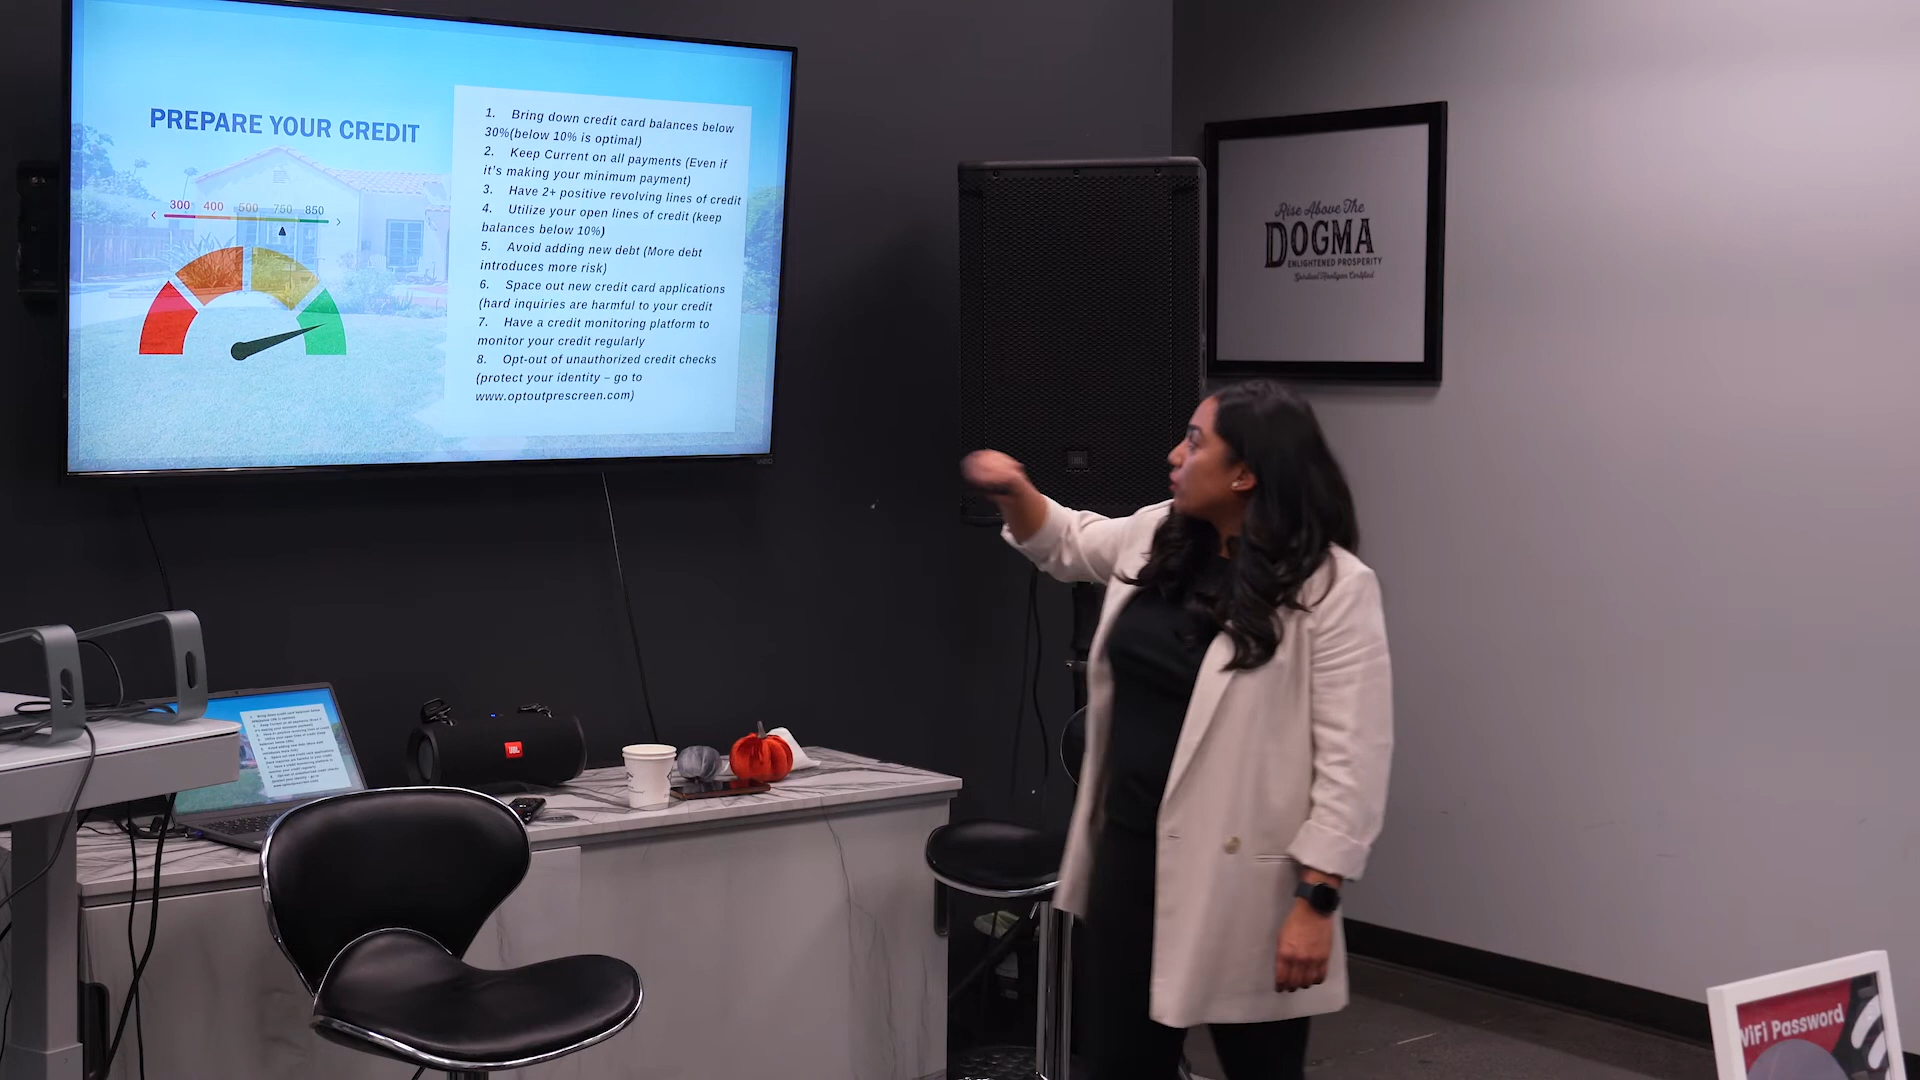 PREPARE YOUR CREDIT
300 400 500 750 850
1. Bring down credit card balances below
30%(below 10% is optimal)
2. Keep Current on all payments (Even if
it's making your minimum payment)
3. Have 2+ positive revolving lines of credit
4. Utilize your open lines of credit (keep
balances below 10%)
5. Avoid adding new debt (More debt
introduces more risk)
6. Space out new credit card applications
(hard inquiries are harmful to your credit
7. Have a credit monitoring platform to
monitor your credit regularly
8. Opt-out of unauthorized credit checks
(protect your identity – go to
www.optoutprescreen.com)
VIZIO
Rise Above The
DOGMA
ENLIGHTENED PROSPERITY
JBL
JBL
WiFi Password